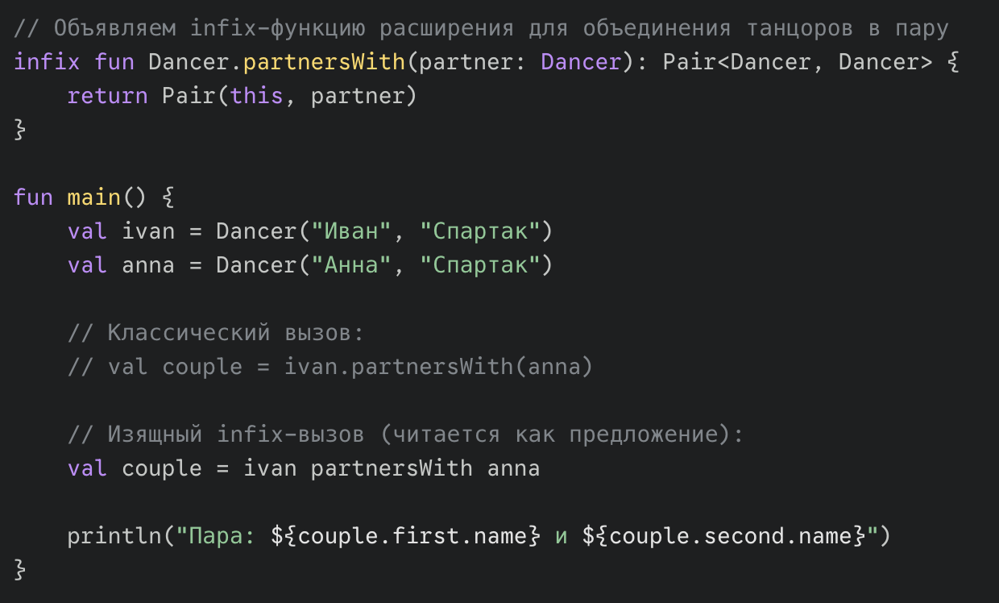 // Объявляем infix-функцию расширения для объединения танцоров в пару
infix fun Dancer.partnersWith(partner: Dancer): Pair<Dancer, Dancer> {
    return Pair(this, partner)
}

fun main() {
    val ivan = Dancer("Иван", "Спартак")
    val anna = Dancer("Анна", "Спартак")

    // Классический вызов:
    // val couple = ivan.partnersWith(anna)

    // Изящный infix-вызов (читается как предложение):
    val couple = ivan partnersWith anna

    println("Пара: ${couple.first.name} и ${couple.second.name}")
}